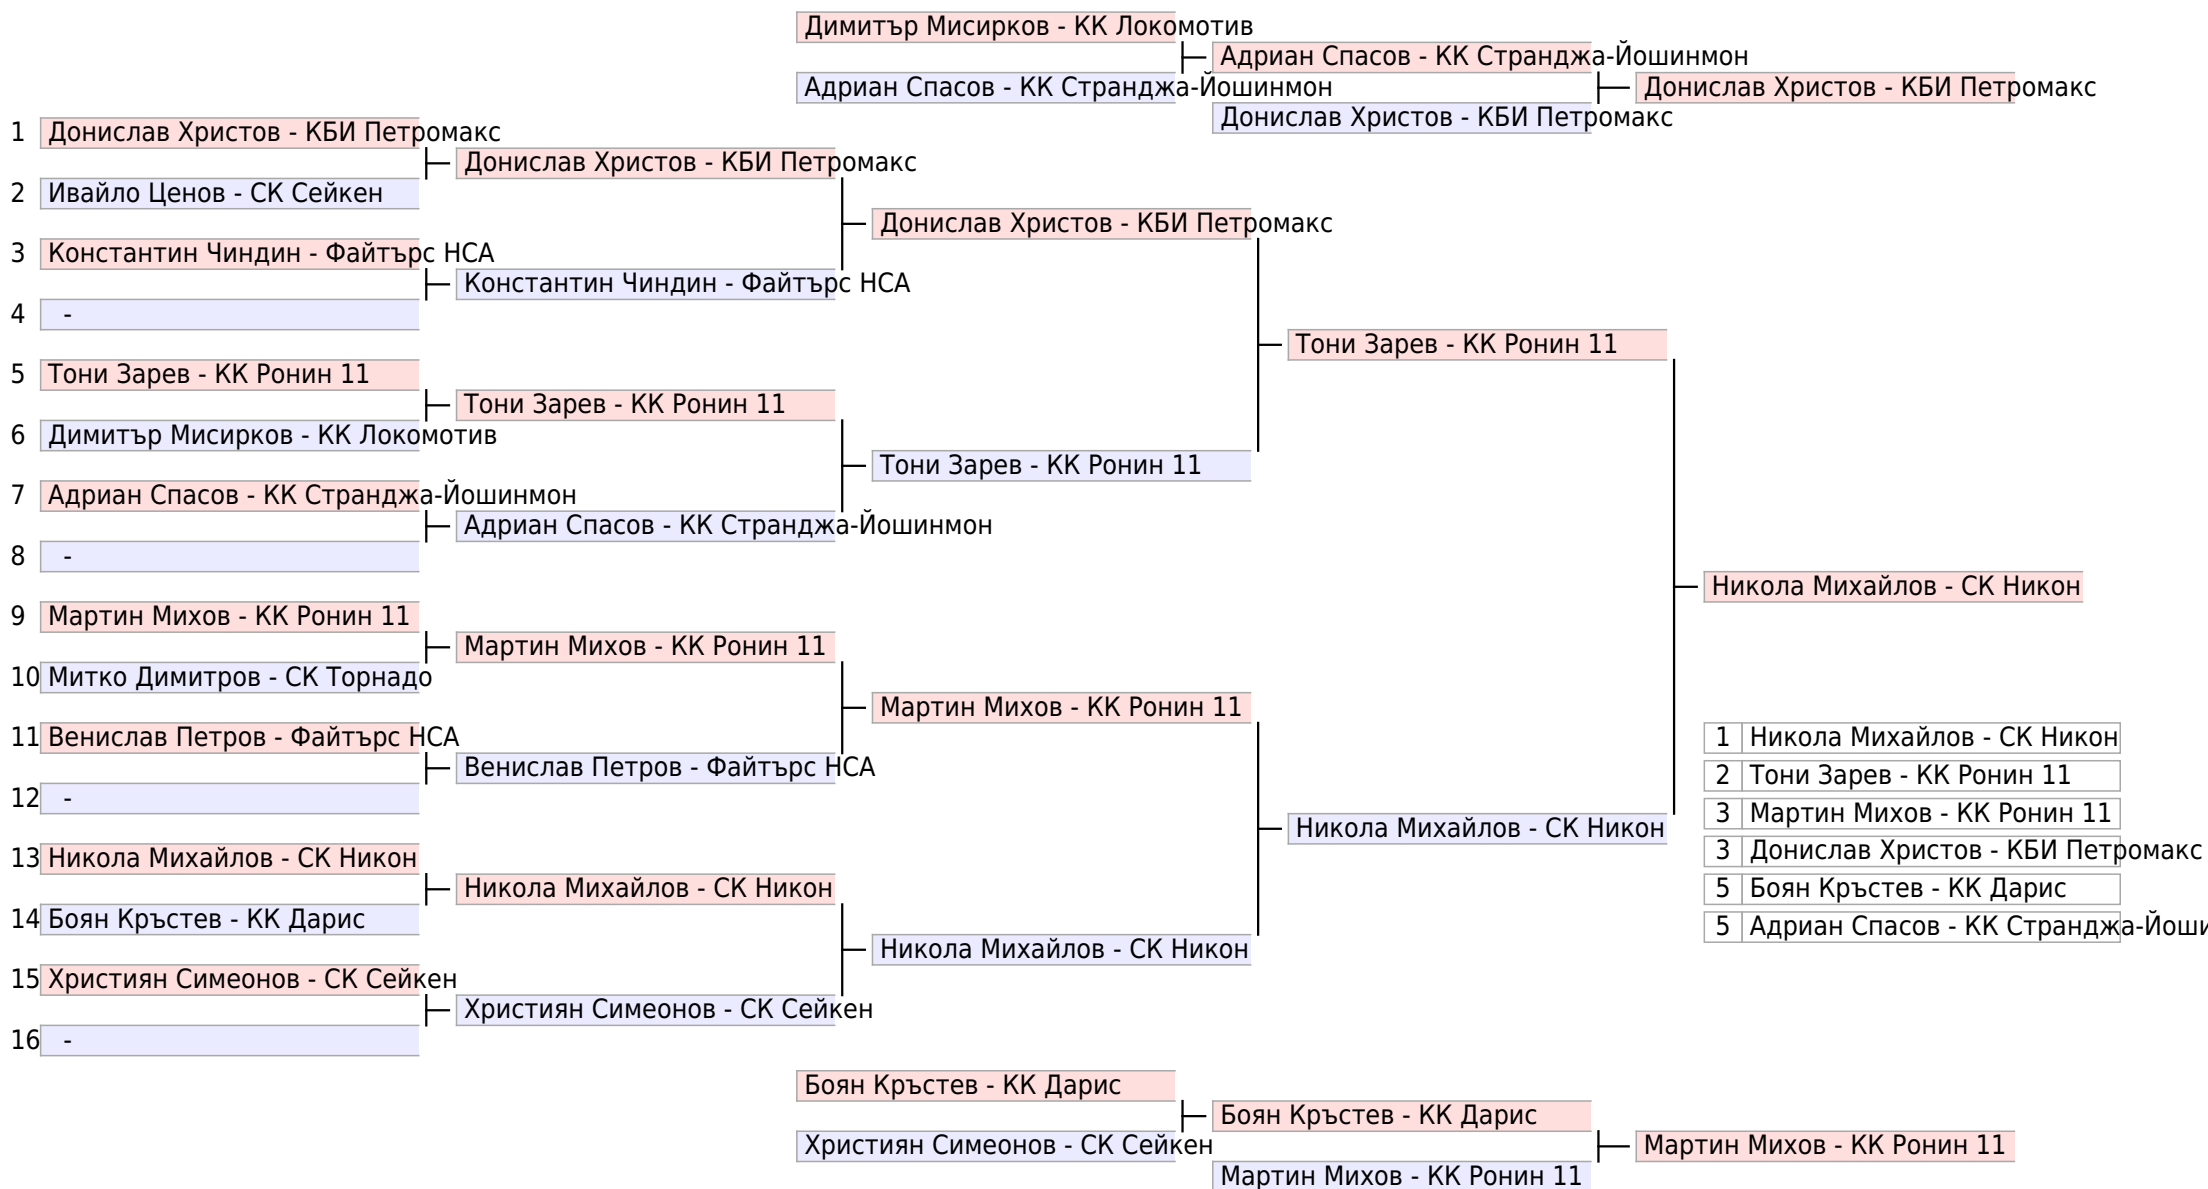 Димитър Мисирков - КК Локомотив
Адриан Спасов - КК Странджа-Йошинмон
Адриан Спасов - КК Странджа-Йошинмон
Донислав Христов - КБИ Петромакс
Донислав Христов - КБИ Петромакс
1 Донислав Христов - КБИ Петромакс
Донислав Христов - КБИ Петромакс
2 Ивайло Ценов - СК Сейкен
Донислав Христов - КБИ Петромакс
3 Константин Чиндин - Файтърс НСА
Константин Чиндин - Файтърс НСА
4 -
Тони Зарев - КК Ронин 11
5 Тони Зарев - КК Ронин 11
Тони Зарев - КК Ронин 11
6 Димитър Мисирков - КК Локомотив
Тони Зарев - КК Ронин 11
7 Адриан Спасов - КК Странджа-Йошинмон
Адриан Спасов - КК Странджа-Йошинмон
8 -
Никола Михайлов - СК Никон
9 Мартин Михов - КК Ронин 11
Мартин Михов - КК Ронин 11
10 Митко Димитров - СК Торнадо
Мартин Михов - КК Ронин 11
11 Венислав Петров - Файтърс НСА
Венислав Петров - Файтърс НСА
12 -
Никола Михайлов - СК Никон
13 Никола Михайлов - СК Никон
Никола Михайлов - СК Никон
14 Боян Кръстев - КК Дарис
Никола Михайлов - СК Никон
15 Християн Симеонов - СК Сейкен
Християн Симеонов - СК Сейкен
16 -
1 Никола Михайлов - СК Никон
2 Тони Зарев - КК Ронин 11
3 Мартин Михов - КК Ронин 11
3 Донислав Христов - КБИ Петромакс
5 Боян Кръстев - КК Дарис
5 Адриан Спасов - КК Странджа-Йоши
Боян Кръстев - КК Дарис
Боян Кръстев - КК Дарис
Християн Симеонов - СК Сейкен
Мартин Михов - КК Ронин 11
Мартин Михов - КК Ронин 11